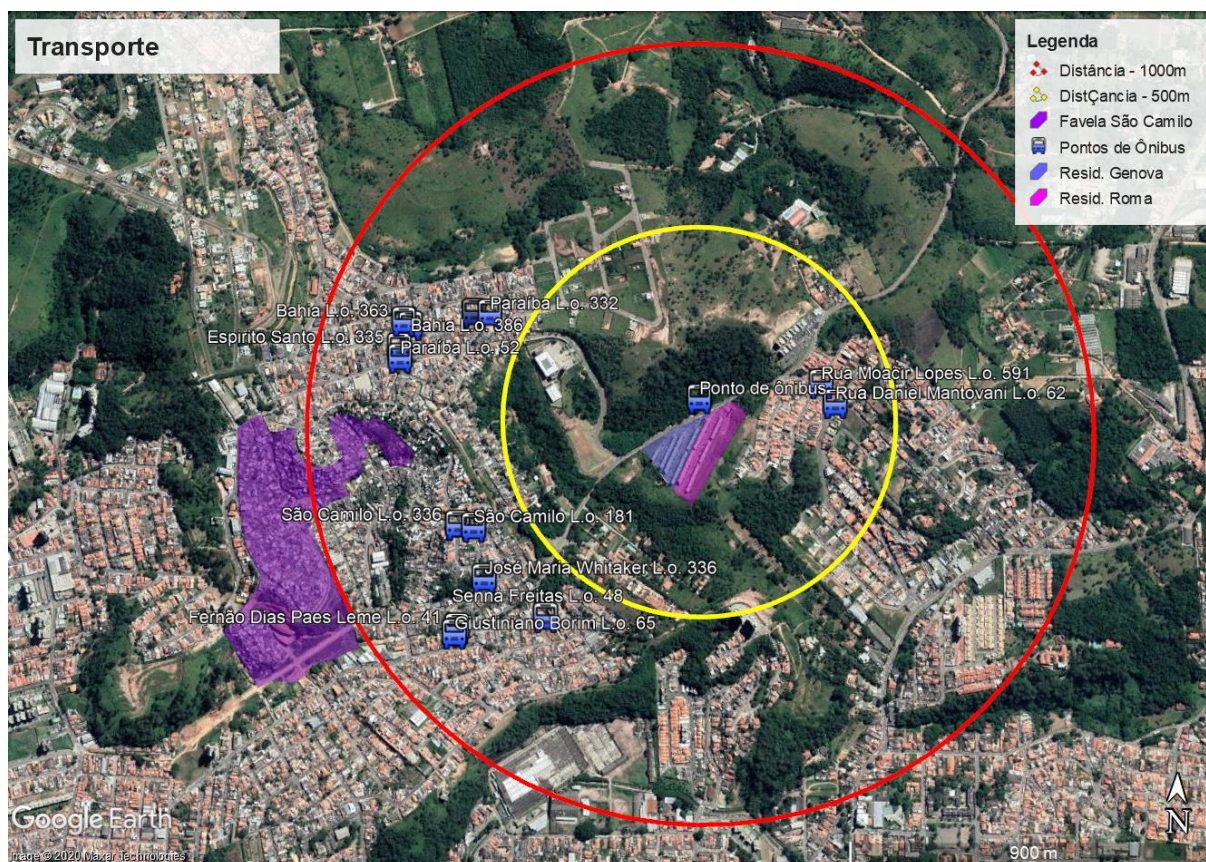 Transporte
Legenda
Distância - 1000m
DistÇancia - 500m
Favela São Camilo
Pontos de Ônibus
Resid. Genova
Resid. Roma
Bahia L.o. 363
Paraíba L.o. 332
Bahia L.o. 386
Espirito Santo L.o. 335
Paraíba L.o. 52
Rua Moacir Lopes L.o. 591
Ponto de ônibus
Rua Daniel Mantovani L.o. 62
São Camilo L.o. 336
São Camilo L.o. 181
José Maria Whitaker L.o. 336
Senna Freitas L.o. 48
Fernão Dias Paes Leme L.o. 41
Giustiniano Borim L.o. 65
Google Earth
Image © 2020 Maxar Technologies
900 m
N